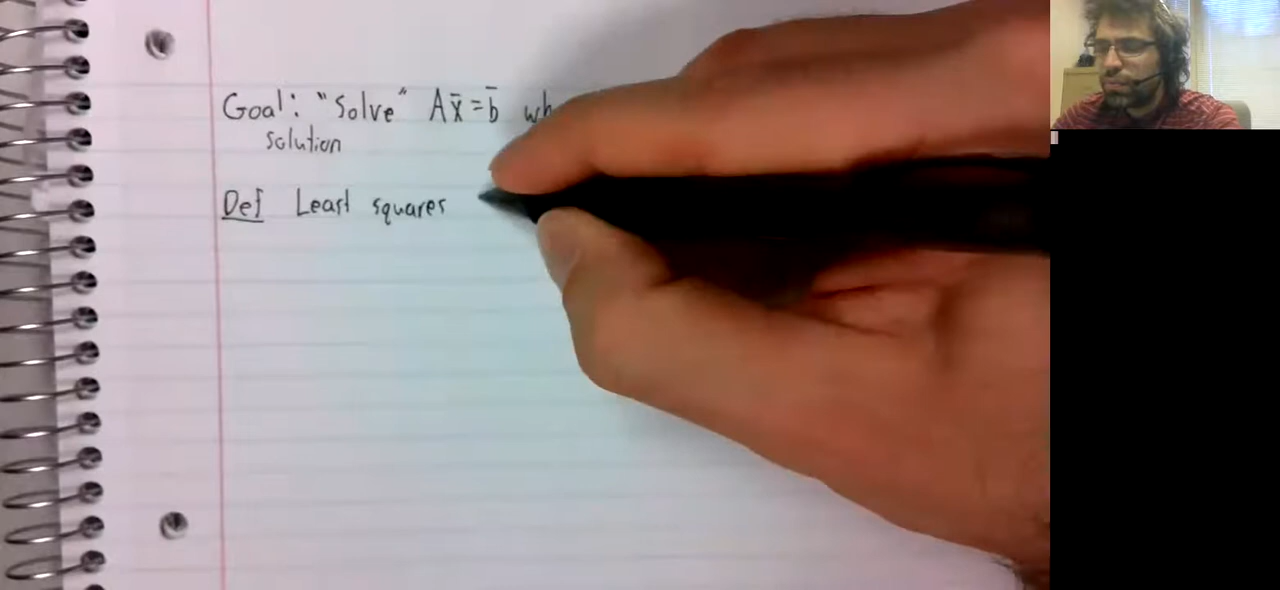 Goal: "Solve" Ax̄ = b̄
solution
Def Least squares